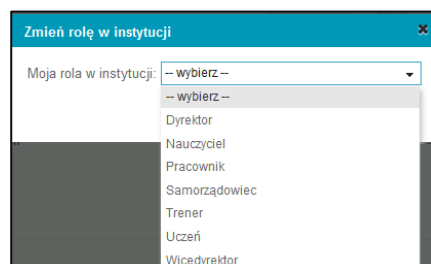 Zmień rolę w instytucji
Moja rola w instytucji: -- wybierz --
-- wybierz --
Dyrektor
Nauczyciel
Pracownik
Samorządowiec
Trener
Uczeń
Wicedyrektor